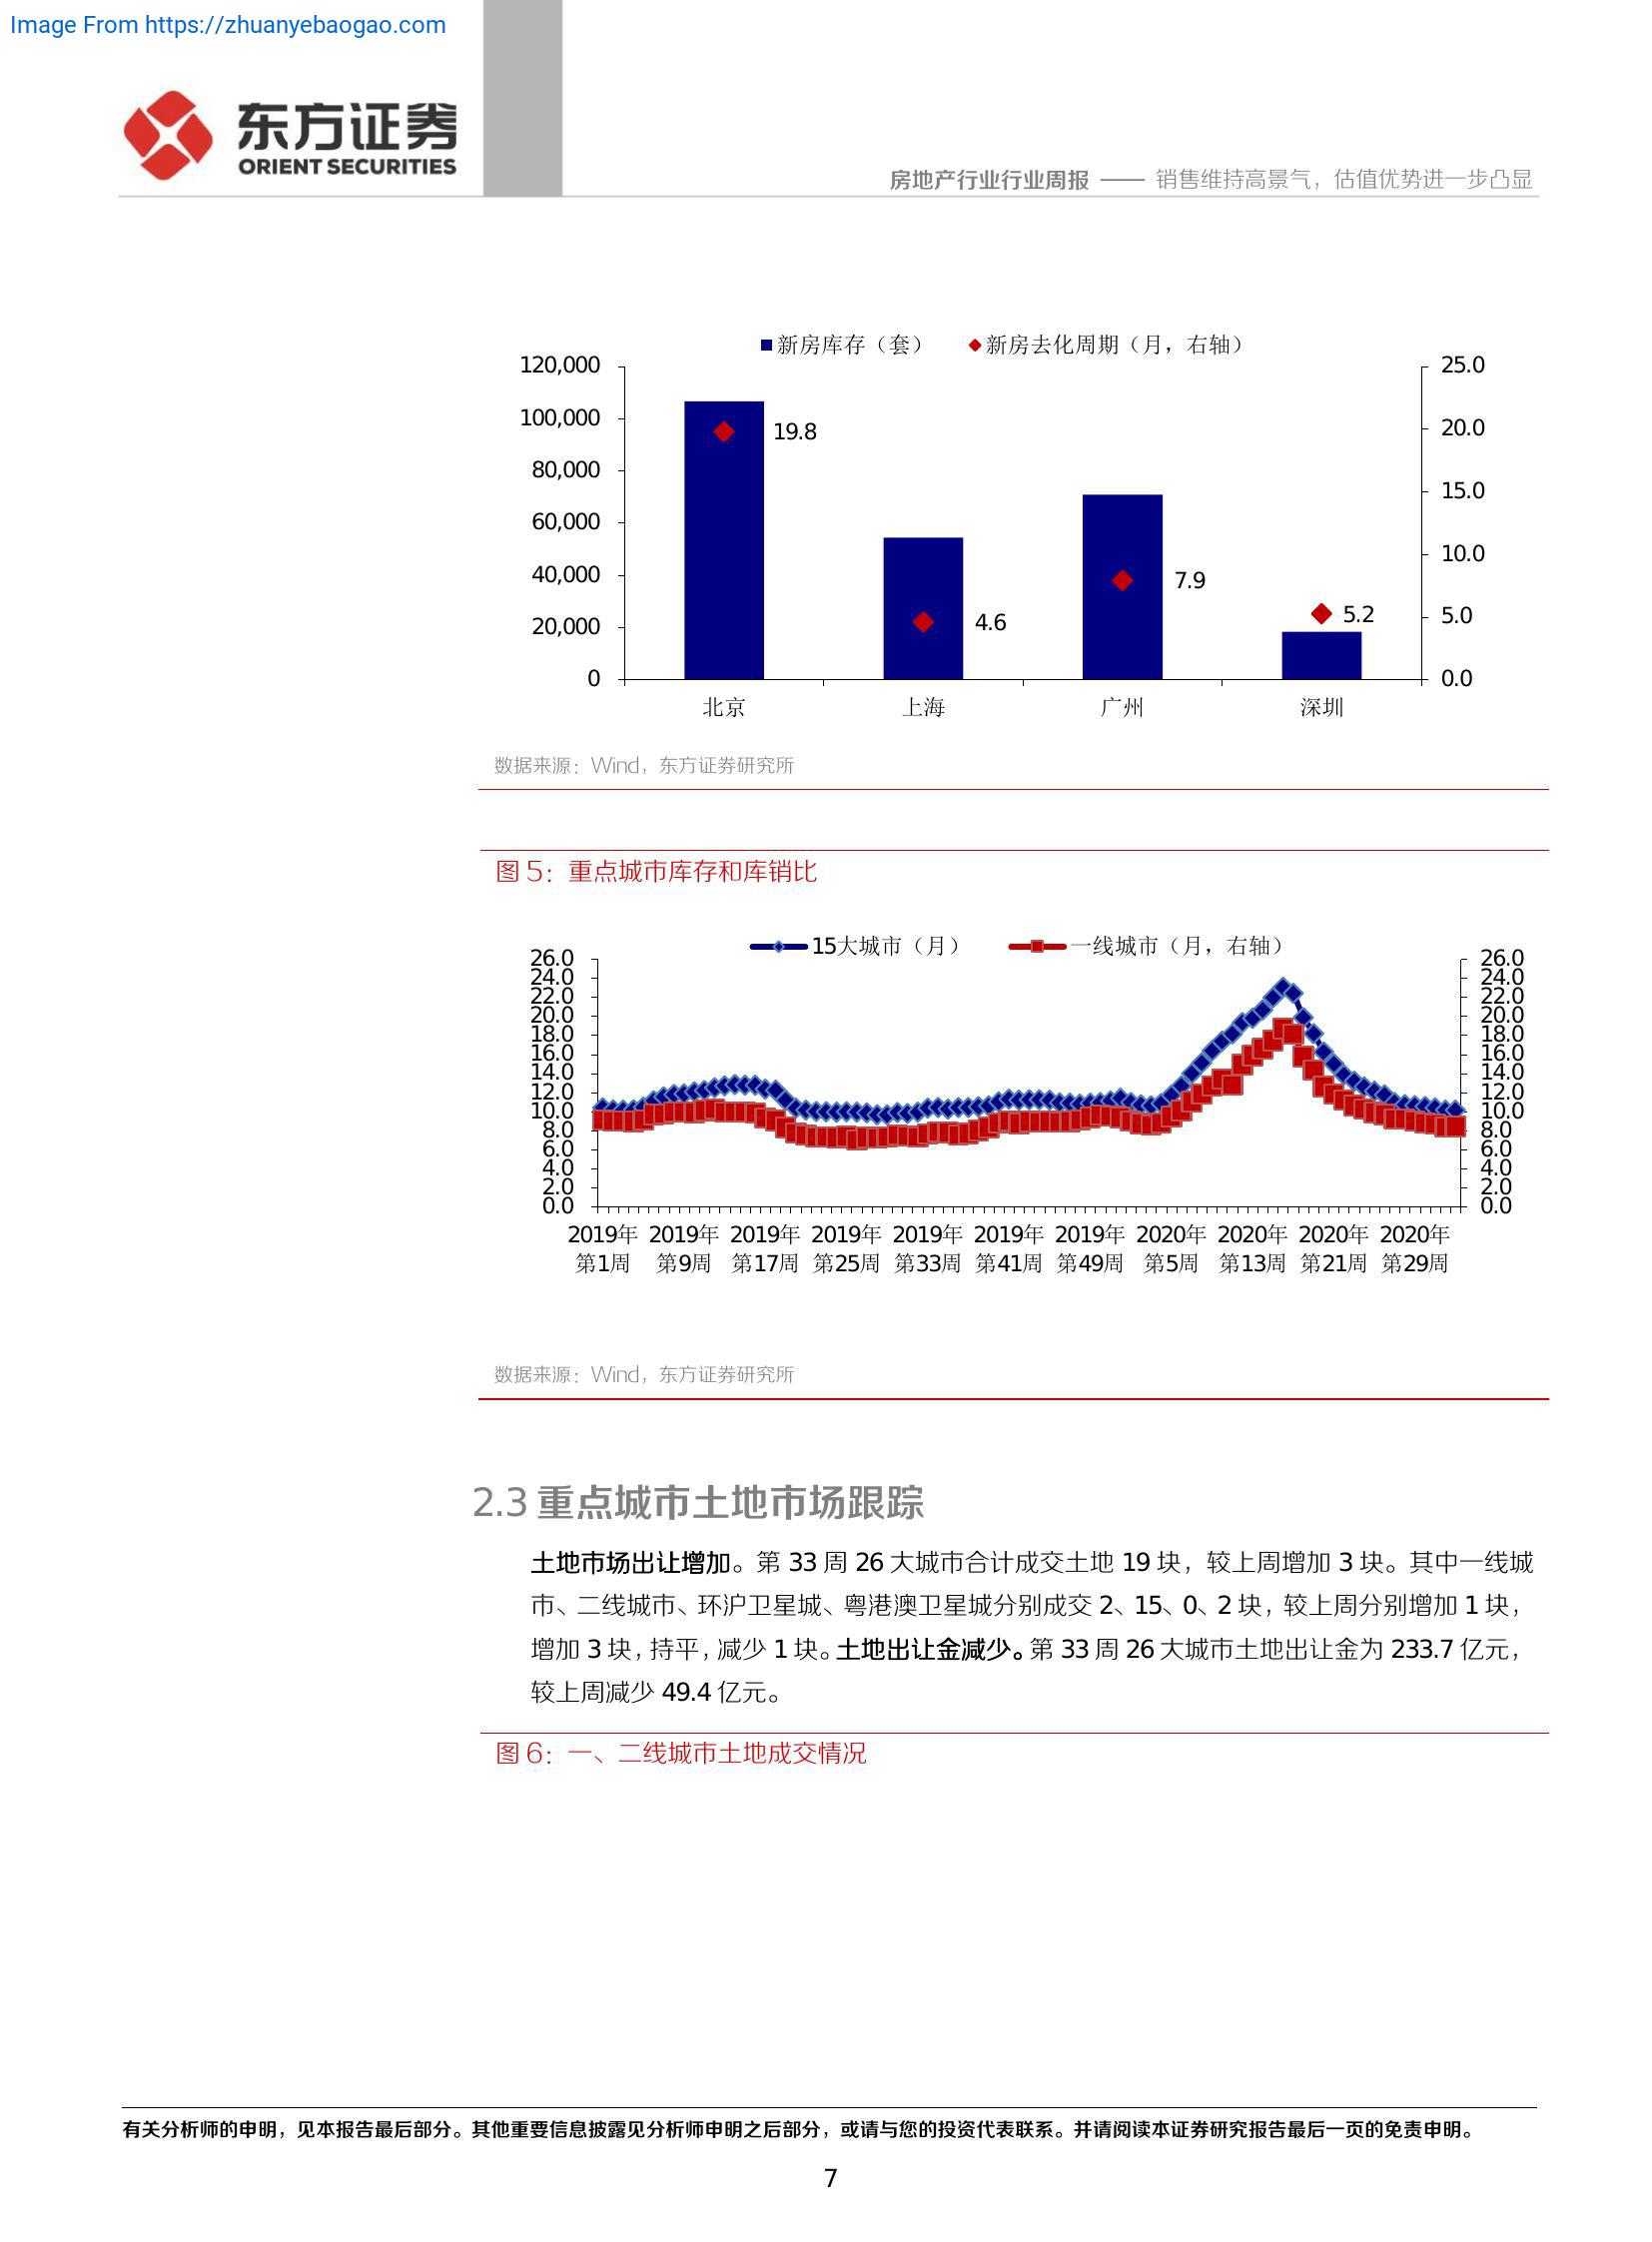 Image From https://zhuanyebaogao.com
东方证券
ORIENT SECURITIES
房地产行业行业周报 —— 销售维持高景气，估值优势进一步凸显
新房库存（套） 新房去化周期（月，右轴）
120,000 25.0
100,000 20.0
80,000 15.0
60,000 10.0
40,000 5.0
20,000 0.0
0
19.8
4.6
7.9
5.2
北京 上海 广州 深圳
数据来源：Wind，东方证券研究所
图 5：重点城市库存和库销比
15大城市（月） 一线城市（月，右轴）
26.0 26.0
24.0 24.0
22.0 22.0
20.0 20.0
18.0 18.0
16.0 16.0
14.0 14.0
12.0 12.0
10.0 10.0
8.0 8.0
6.0 6.0
4.0 4.0
2.0 2.0
0.0 0.0
2019年 2019年 2019年 2019年 2019年 2019年 2019年 2020年 2020年 2020年 2020年
第1周 第9周 第17周 第25周 第33周 第41周 第49周 第5周 第13周 第21周 第29周
数据来源：Wind，东方证券研究所
2.3 重点城市土地市场跟踪
土地市场出让增加。第 33 周 26 大城市合计成交土地 19 块，较上周增加 3 块。其中一线城
市、二线城市、环沪卫星城、粤港澳卫星城分别成交 2、15、0、2 块，较上周分别增加 1 块，
增加 3 块，持平，减少 1 块。土地出让金减少。第 33 周 26 大城市土地出让金为 233.7 亿元，
较上周减少 49.4 亿元。
图 6：一、二线城市土地成交情况
有关分析师的申明，见本报告最后部分。其他重要信息披露见分析师申明之后部分，或请与您的投资代表联系。并请阅读本证券研究报告最后一页的免责申明。
7